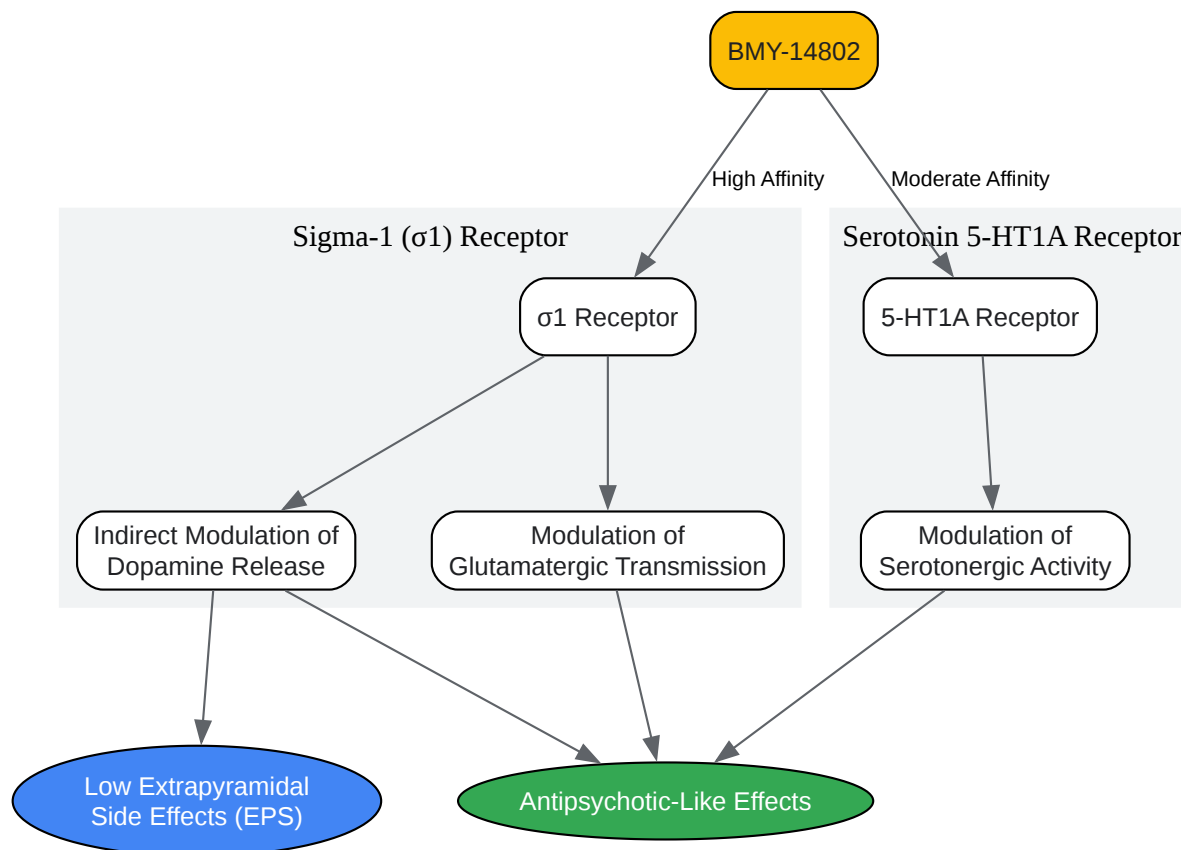 BMY-14802
High Affinity
Moderate Affinity
Sigma-1 (σ1) Receptor
Serotonin 5-HT1A Receptor
σ1 Receptor
5-HT1A Receptor
Indirect Modulation of
Dopamine Release
Modulation of
Glutamatergic Transmission
Modulation of
Serotonergic Activity
Low Extrapyramidal
Side Effects (EPS)
Antipsychotic-Like Effects